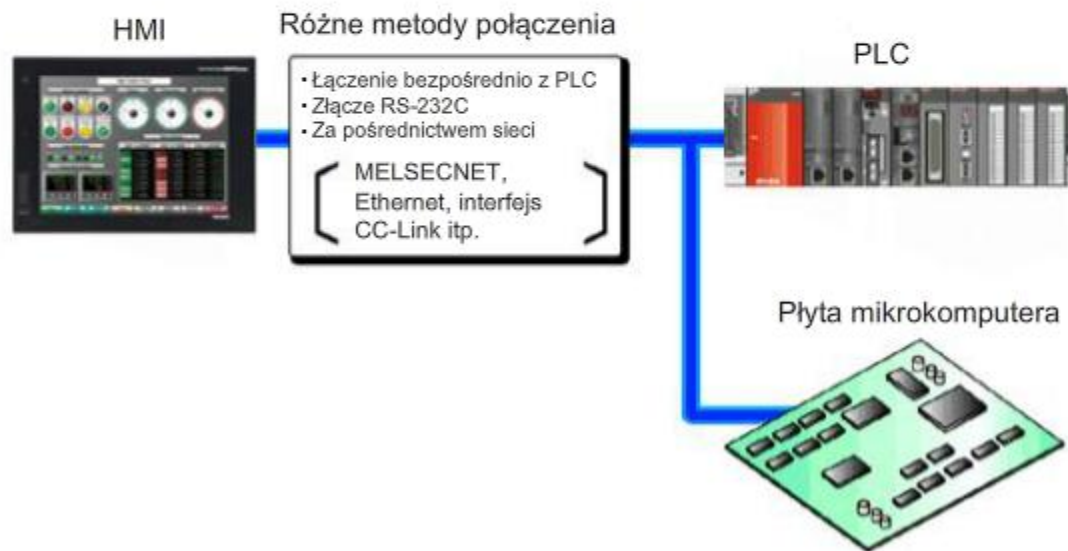 HMI
Różne metody połączenia
PLC
• Łączenie bezpośrednio z PLC
• Złącze RS-232C
• Za pośrednictwem sieci
MELSECNET,
Ethernet, interfejs
CC-Link itp.
Płyta mikrokomputera